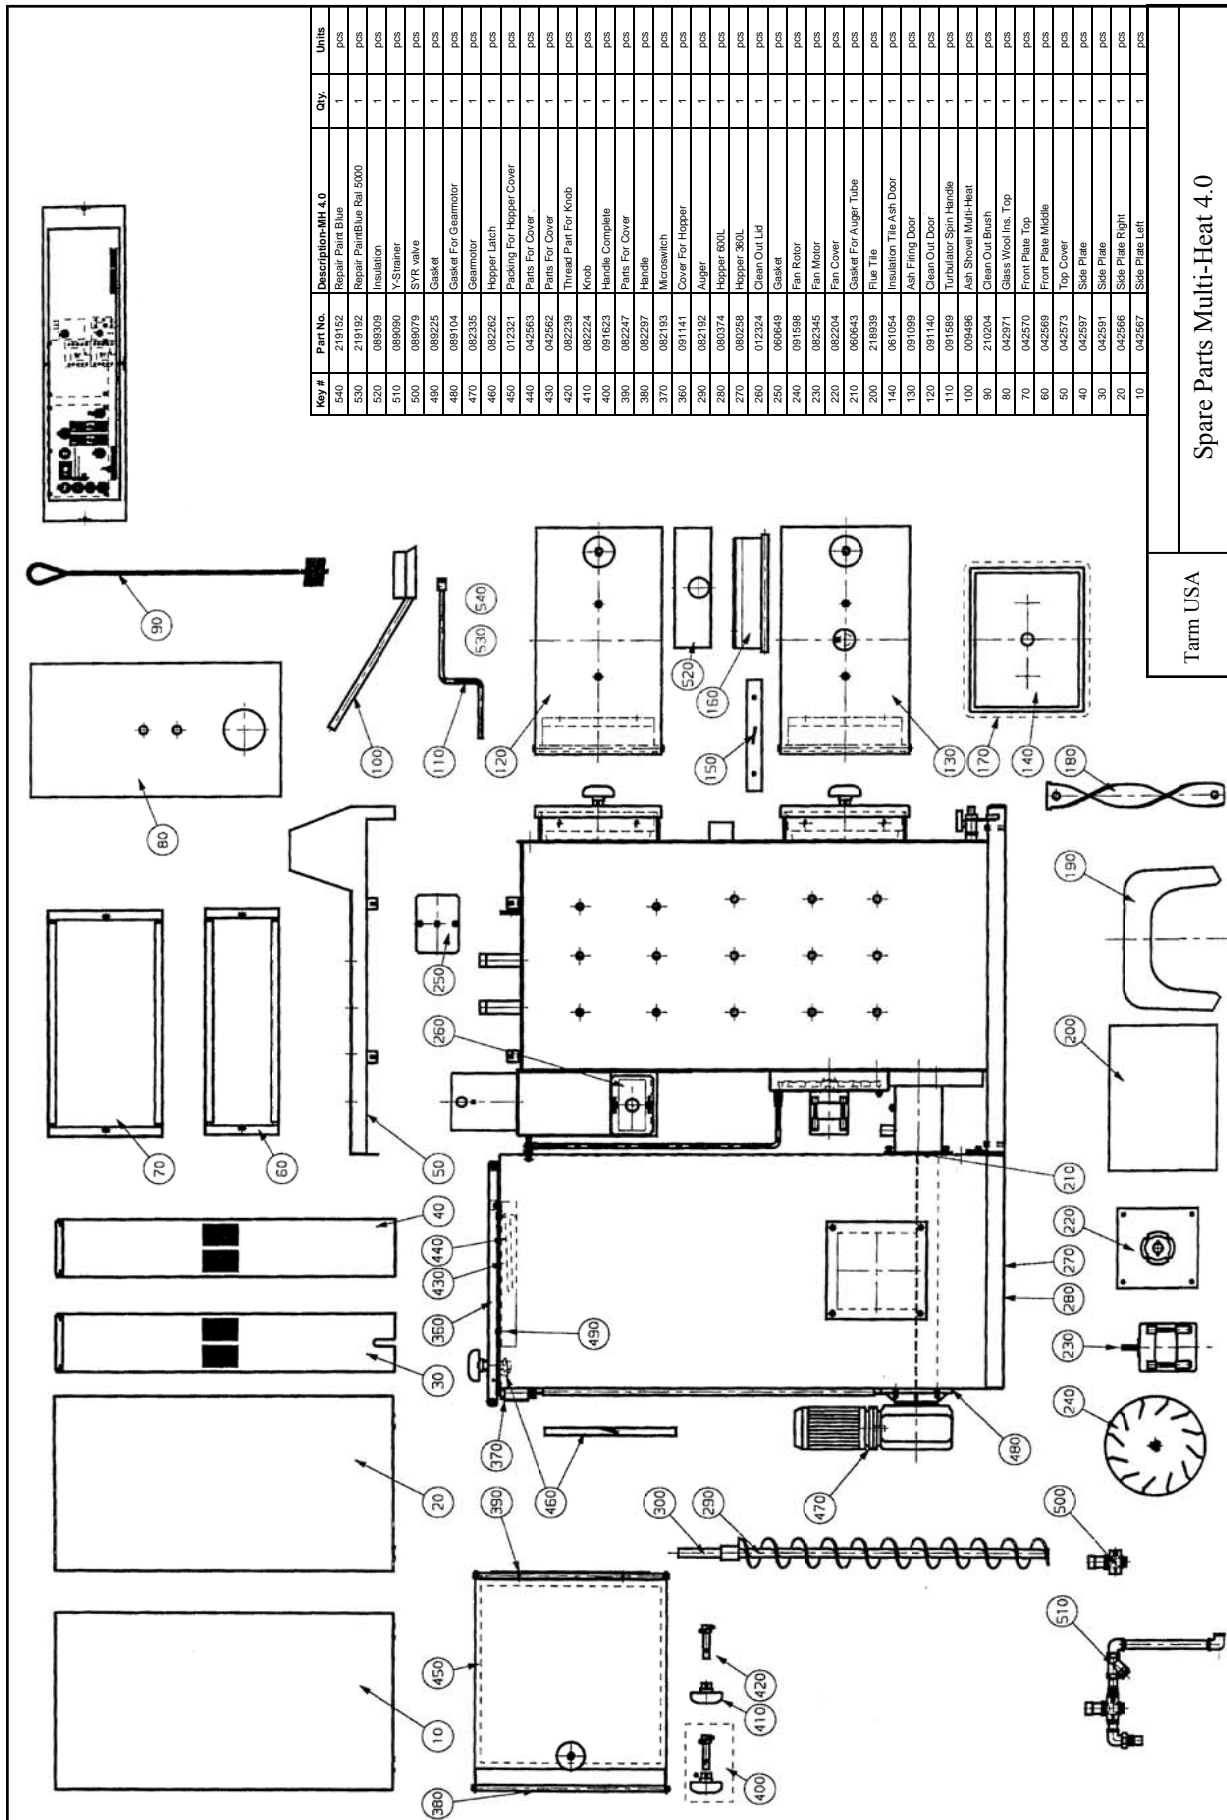 Key # Part No. Description-MH 4.0 Qty. Units
540 219152 Repair Paint Blue 1 pcs
530 219192 Repair PaintBlue Ral 5000 1 pcs
520 089309 Insulation 1 pcs
510 089090 Y-Strainer 1 pcs
500 089079 SYR valve 1 pcs
490 089225 Gasket 1 pcs
480 089104 Gasket For Gearmotor 1 pcs
470 082335 Gearmotor 1 pcs
460 082262 Hopper Latch 1 pcs
450 012321 Packing For Hopper Cover 1 pcs
440 042563 Parts For Cover 1 pcs
430 042562 Parts For Cover 1 pcs
420 082239 Thread Part For Knob 1 pcs
410 082224 Knob 1 pcs
400 091623 Handle Complete 1 pcs
390 082247 Parts For Cover 1 pcs
380 082297 Handle 1 pcs
370 082193 Microswitch 1 pcs
360 091141 Cover For Hopper 1 pcs
290 082192 Auger 1 pcs
280 080374 Hopper 600L 1 pcs
270 080258 Hopper 360L 1 pcs
260 012324 Clean Out Lid 1 pcs
250 060649 Gasket 1 pcs
240 091598 Fan Rotor 1 pcs
230 082345 Fan Motor 1 pcs
220 082204 Fan Cover 1 pcs
210 060643 Gasket For Auger Tube 1 pcs
200 218939 Flue Tile 1 pcs
140 061054 Insulation Tile Ash Door 1 pcs
130 091099 Ash Firing Door 1 pcs
120 091140 Clean Out Door 1 pcs
110 091589 Turbulator Spin Handle 1 pcs
100 009496 Ash Shovel Multi-Heat 1 pcs
90 210204 Clean Out Brush 1 pcs
80 042971 Glass Wool Ins. Top 1 pcs
70 042570 Front Plate Top 1 pcs
60 042569 Front Plate Middle 1 pcs
50 042573 Top Cover 1 pcs
40 042597 Side Plate 1 pcs
30 042591 Side Plate 1 pcs
20 042566 Side Plate Right 1 pcs
10 042567 Side Plate Left 1 pcs
Tarm USA
Spare Parts Multi-Heat 4.0
10
20
30
40
50
60
70
80
90
100
110
530
540
120
520
160
150
130
170
140
180
190
200
250
260
210
220
270
280
230
240
440
430
360
490
370
460
480
470
390
300
290
500
510
450
380
420
410
400